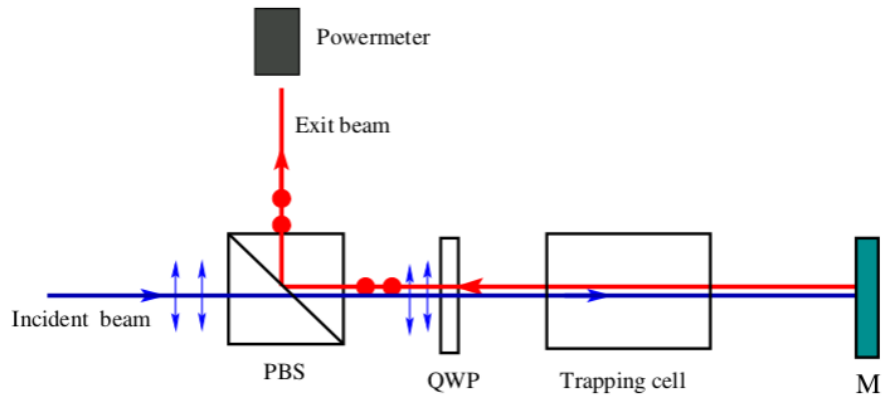 Powermeter
Exit beam
Incident beam
PBS
QWP
Trapping cell
M